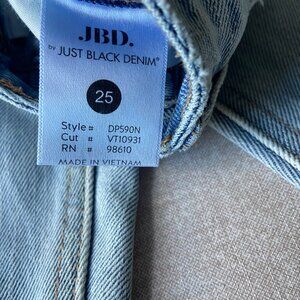 JBD.
by JUST BLACK DENIM®
25
Style # DP590N
Cut # VT10931
RN # 98610
MADE IN VIETNAM